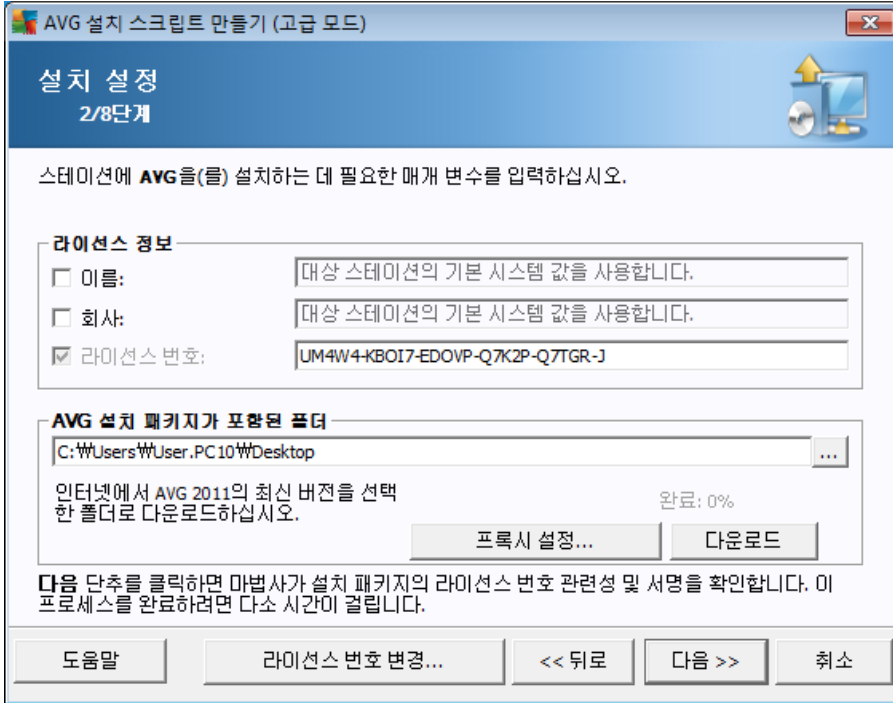 AVG 설치 스크립트 만들기 (고급 모드)
설치 설정
2/8단계
스테이션에 AVG을(를) 설치하는 데 필요한 매개 변수를 입력하십시오.
라이선스 정보
이름: 대상 스테이션의 기본 시스템 값을 사용합니다.
회사: 대상 스테이션의 기본 시스템 값을 사용합니다.
라이선스 번호: UM4W4-KBOI7-EDOVP-Q7K2P-Q7TGR-J
AVG 설치 패키지가 포함된 폴더
C:₩Users₩User.PC10₩Desktop ...
인터넷에서 AVG 2011의 최신 버전을 선택
한 폴더로 다운로드하십시오.
완료: 0%
프록시 설정... 다운로드
다음 단추를 클릭하면 마법사가 설치 패키지의 라이선스 번호 관련성 및 서명을 확인합니다. 이
프로세스를 완료하려면 다소 시간이 걸립니다.
도움말 라이선스 번호 변경... << 뒤로 다음 >> 취소